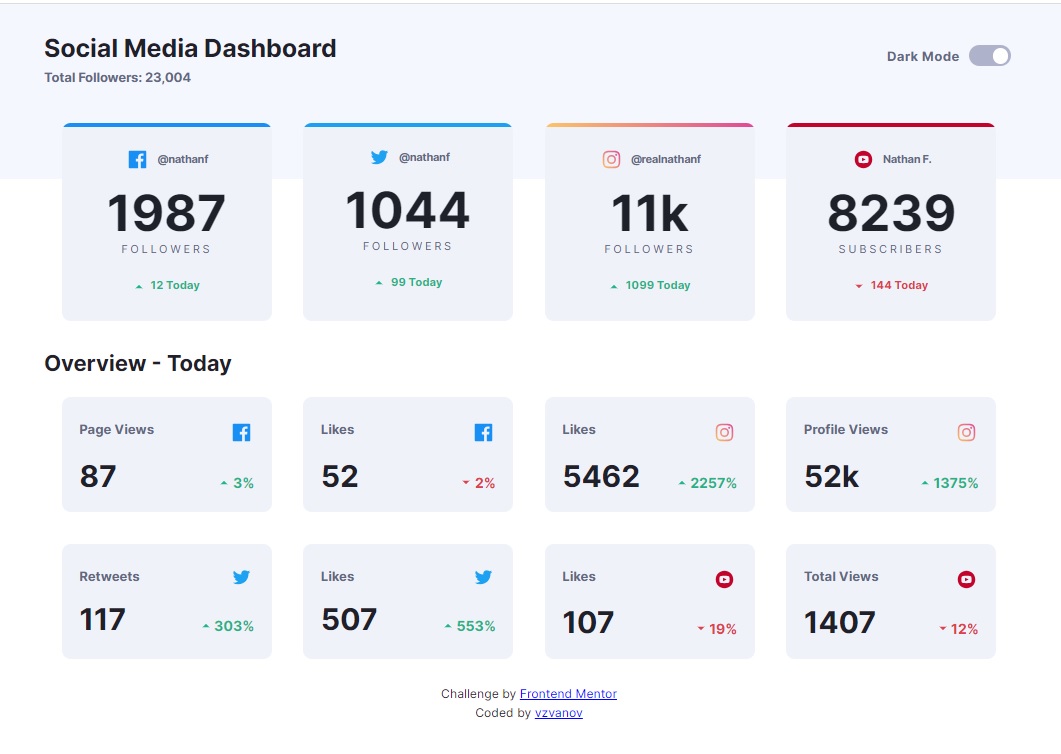 Social Media Dashboard
Total Followers: 23,004
Dark Mode
@nathanf
1987
FOLLOWERS
12 Today
@nathanf
1044
FOLLOWERS
99 Today
@realnathanf
11k
FOLLOWERS
1099 Today
Nathan F.
8239
SUBSCRIBERS
144 Today
Overview - Today
Page Views
87
3%
Likes
52
2%
Likes
5462
2257%
Profile Views
52k
1375%
Retweets
117
303%
Likes
507
553%
Likes
107
19%
Total Views
1407
12%
Challenge by Frontend Mentor
Coded by vzvanov